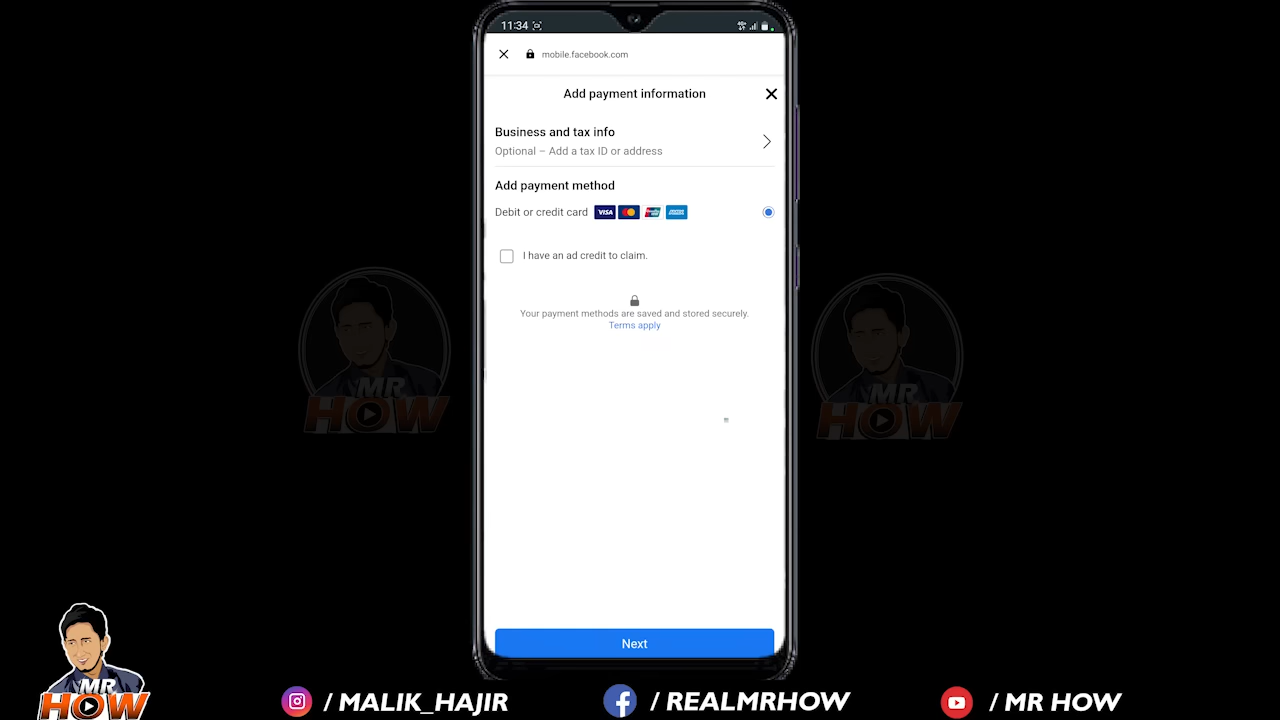 11:34
mobile.facebook.com
Add payment information
Business and tax info
Optional – Add a tax ID or address
Add payment method
Debit or credit card VISA
I have an ad credit to claim.
Your payment methods are saved and stored securely.
Terms apply
MR
HOW
MR
HOW
Next
MR
HOW
/ MALIK_HAJIR
/ REALMRHOW
/ MR HOW